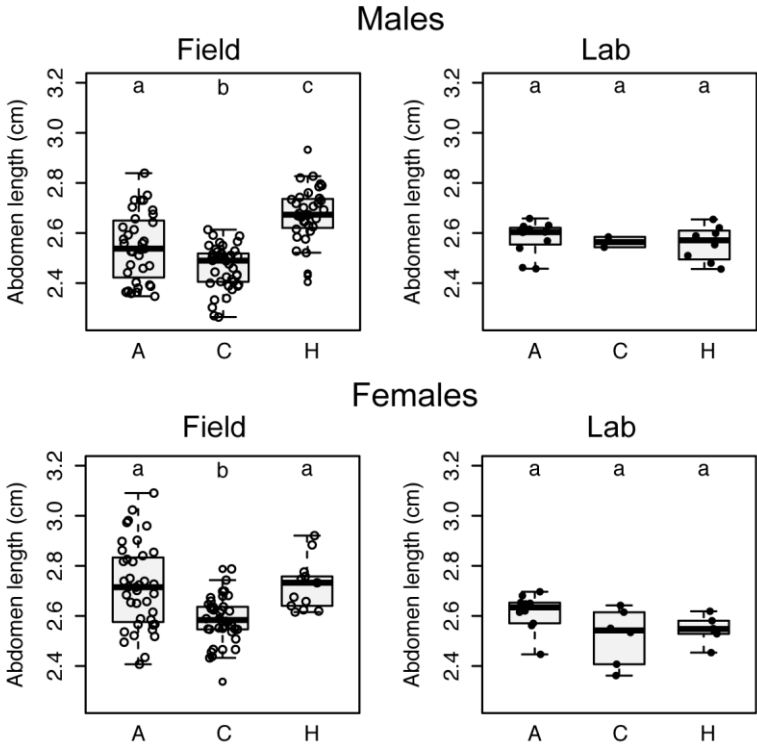 Males
Field
Lab
Abdomen length (cm)
3.2
3.0
2.8
2.6
2.4
a b c
A C H
Abdomen length (cm)
3.2
3.0
2.8
2.6
2.4
a a a
A C H
Females
Field
Lab
Abdomen length (cm)
3.2
3.0
2.8
2.6
2.4
a b a
A C H
Abdomen length (cm)
3.2
3.0
2.8
2.6
2.4
a a a
A C H